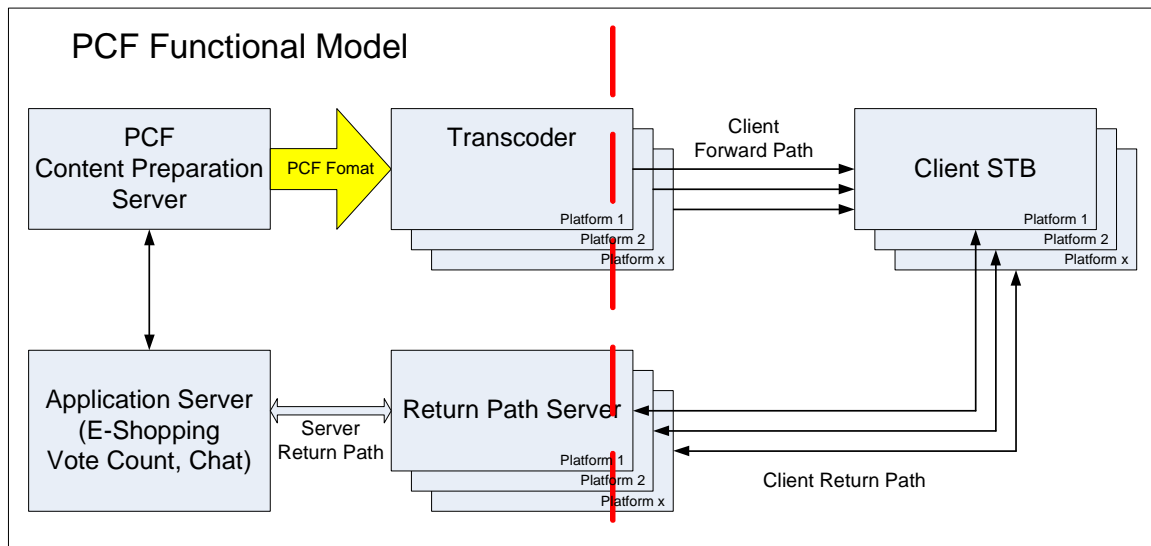 PCF Functional Model
PCF
Content Preparation
Server
PCF Fomat
Transcoder
Platform 1
Platform 2
Platform x
Client
Forward Path
Client STB
Platform 1
Platform 2
Platform x
Application Server
(E-Shopping
Vote Count, Chat)
Server
Return Path
Return Path Server
Platform 1
Platform 2
Platform x
Client Return Path